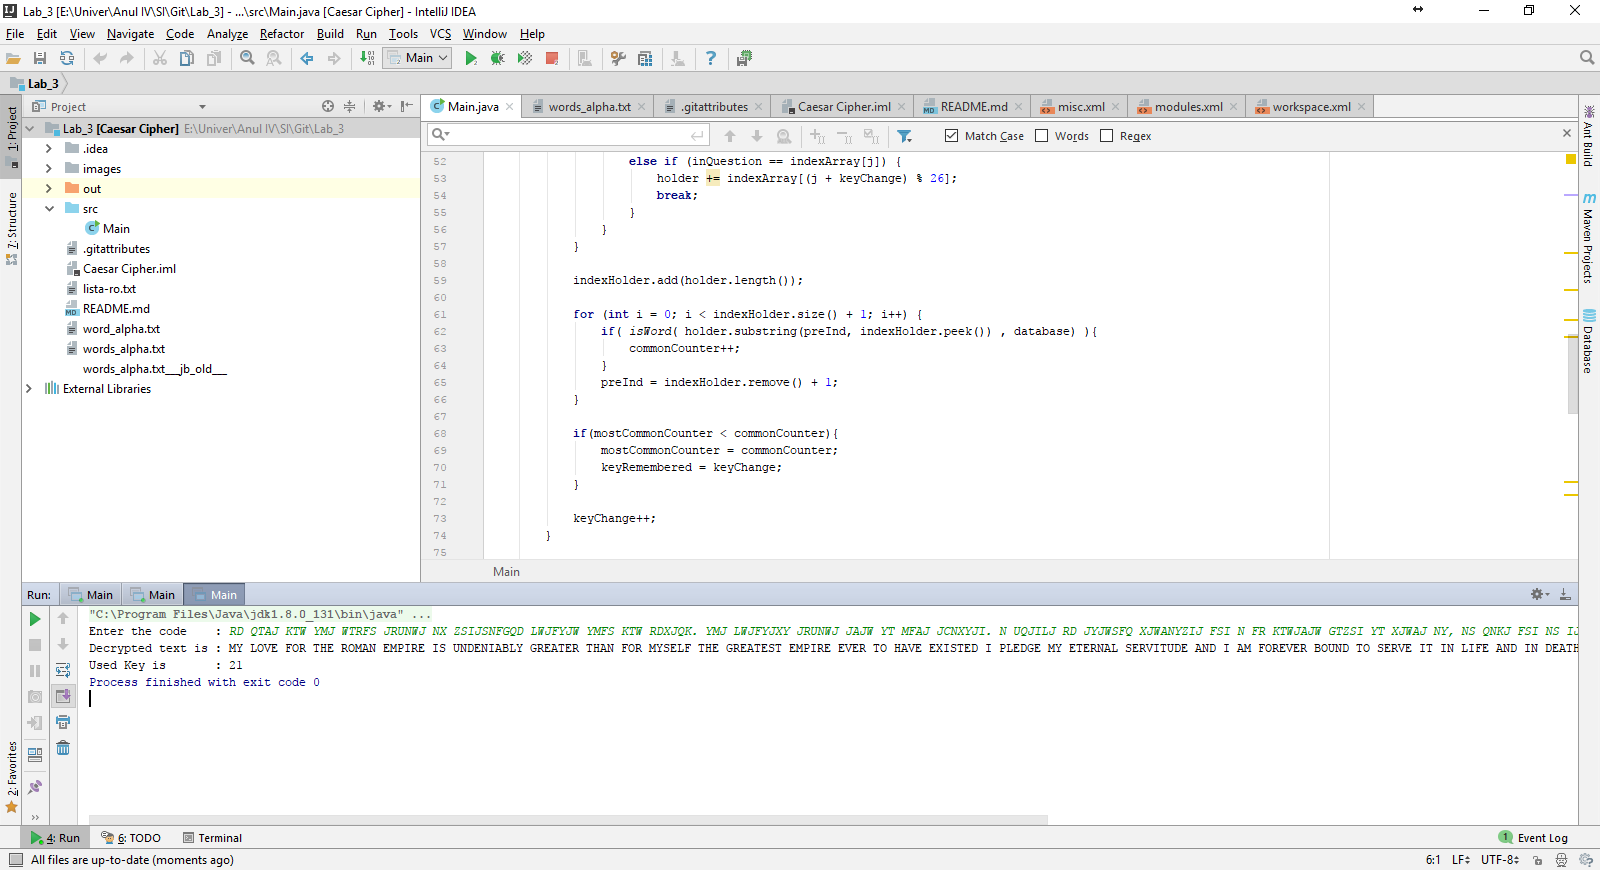 Lab_3 [E:\Univer\Anul IV\SI\Git\Lab_3] - ...\src\Main.java [Caesar Cipher] - IntelliJ IDEA
File Edit View Navigate Code Analyze Refactor Build Run Tools VCS Window Help
Main
Lab_3
Project
Main.java words_alpha.txt .gitattributes Caesar Cipher.iml README.md misc.xml modules.xml workspace.xml
Match Case Words Regex
1: Project
7: Structure
2: Favorites
Lab_3 [Caesar Cipher] E:\Univer\Anul IV\SI\Git\Lab_3
.idea
images
out
src
Main
.gitattributes
Caesar Cipher.iml
lista-ro.txt
README.md
word_alpha.txt
words_alpha.txt
words_alpha.txt___jb_old___
External Libraries
52 else if (inQuestion == indexArray[j]) {
53 holder += indexArray[(j + keyChange) % 26];
54 break;
55 }
56 }
57 }
58
59 indexHolder.add(holder.length());
60
61 for (int i = 0; i < indexHolder.size() + 1; i++) {
62 if( isWord( holder.substring(preInd, indexHolder.peek()) , database) ){
63 commonCounter++;
64 }
65 preInd = indexHolder.remove() + 1;
66 }
67
68 if(mostCommonCounter < commonCounter){
69 mostCommonCounter = commonCounter;
70 keyRemembered = keyChange;
71 }
72
73 keyChange++;
74 }
75
Main
Ant Build
Maven Projects
Database
Run: Main Main Main
"C:\Program Files\Java\jdk1.8.0_131\bin\java" ...
Enter the code : RD QTAJ KTW YMJ WTRFS JRUNWJ NX ZSIJSNFGQD LWJFYJW YMFS KTW RDXJQK. YMJ LWJFYJXY JRUNWJ JAJW YT MFAJ JCNXYJI. N UQJILJ RD JYJWSFQ XJWANYZIJ FSI N FR KTWJAJW GTZSI YT XJWAJ NY, NS QNKJ FSI NS IJ
Decrypted text is : MY LOVE FOR THE ROMAN EMPIRE IS UNDENIABLY GREATER THAN FOR MYSELF THE GREATEST EMPIRE EVER TO HAVE EXISTED I PLEDGE MY ETERNAL SERVITUDE AND I AM FOREVER BOUND TO SERVE IT IN LIFE AND IN DEATH
Used Key is : 21
Process finished with exit code 0
4: Run 6: TODO Terminal 1 Event Log
All files are up-to-date (moments ago) 6:1 LF UTF-8